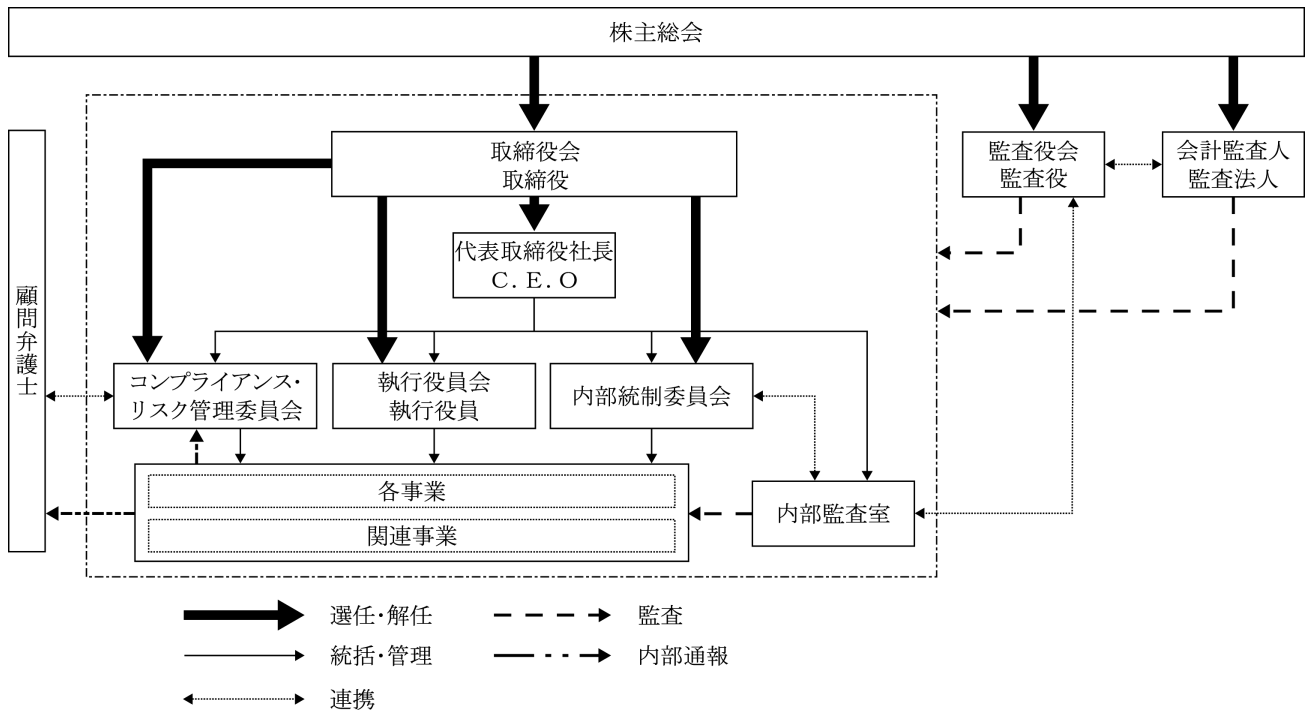 株主総会
取締役会
取締役
監査役会
監査役
会計監査人
監査法人
代表取締役社長
C.E.O
顧問弁護士
コンプライアンス・
リスク管理委員会
執行役員会
執行役員
内部統制委員会
各事業
関連事業
内部監査室
選任・解任
監査
統括・管理
内部通報
連携